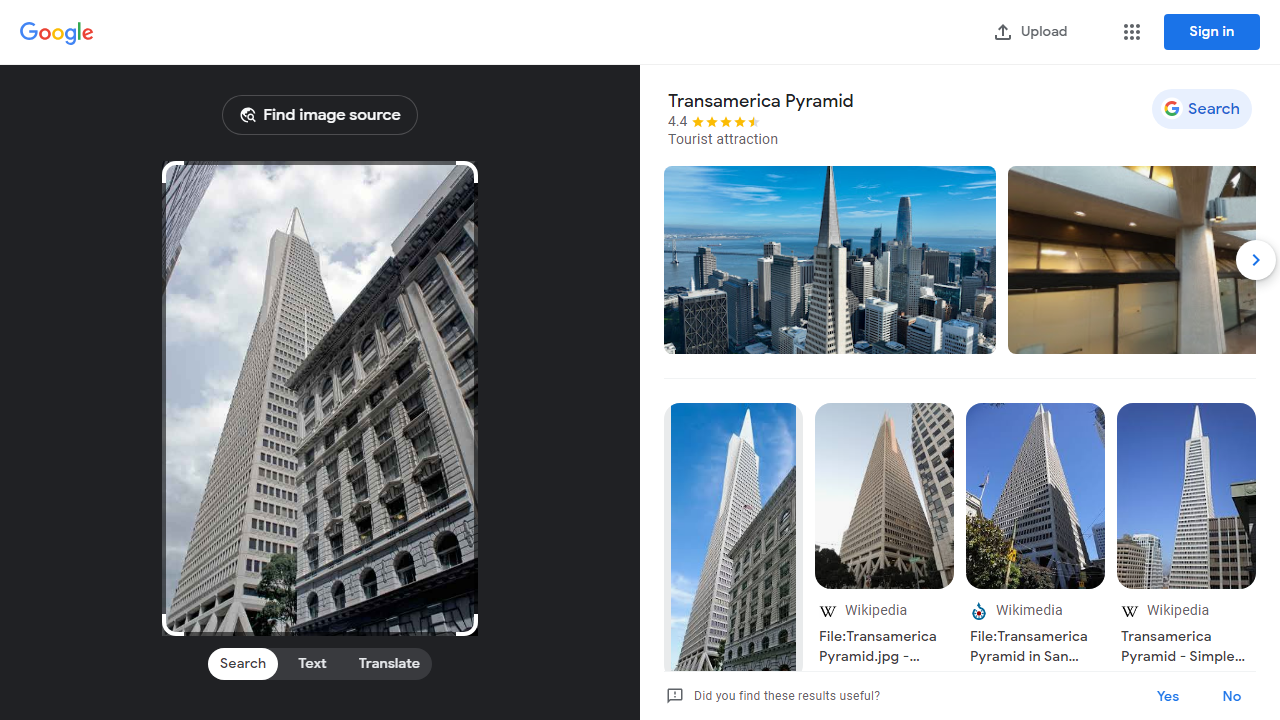 Google
Upload
Sign in
Find image source
Search
Text
Translate
Transamerica Pyramid
4.4
Tourist attraction
Search
W Wikipedia
File:Transamerica
Pyramid.jpg -...
Wikimedia
File:Transamerica
Pyramid in San...
W Wikipedia
Transamerica
Pyramid - Simple...
Did you find these results useful?
Yes
No